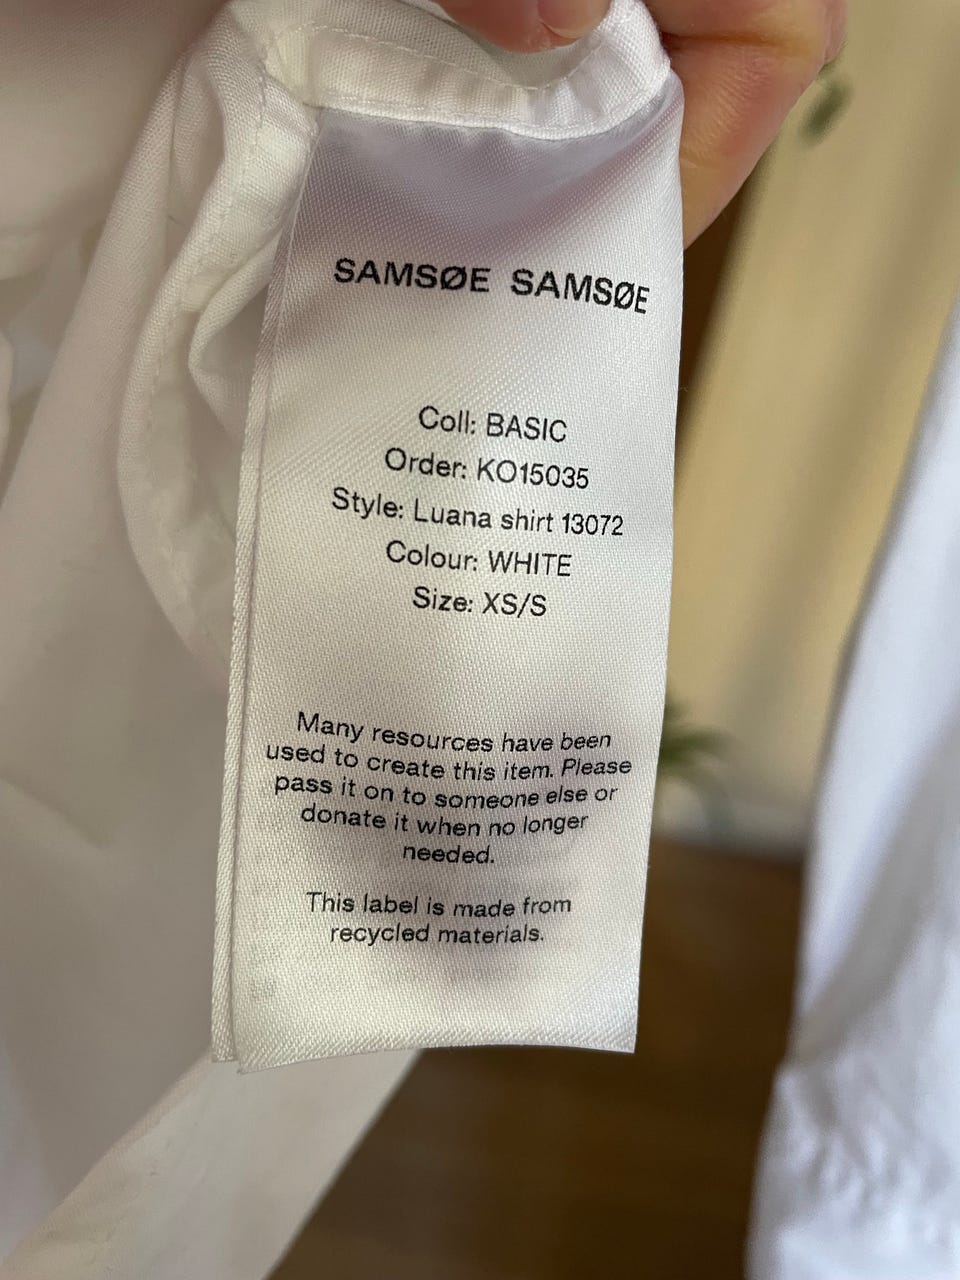 SAMSØE SAMSØE
Coll: BASIC
Order: KO15035
Style: Luana shirt 13072
Colour: WHITE
Size: XS/S
Many resources have been
used to create this item. Please
pass it on to someone else or
donate it when no longer
needed.
This label is made from
recycled materials.